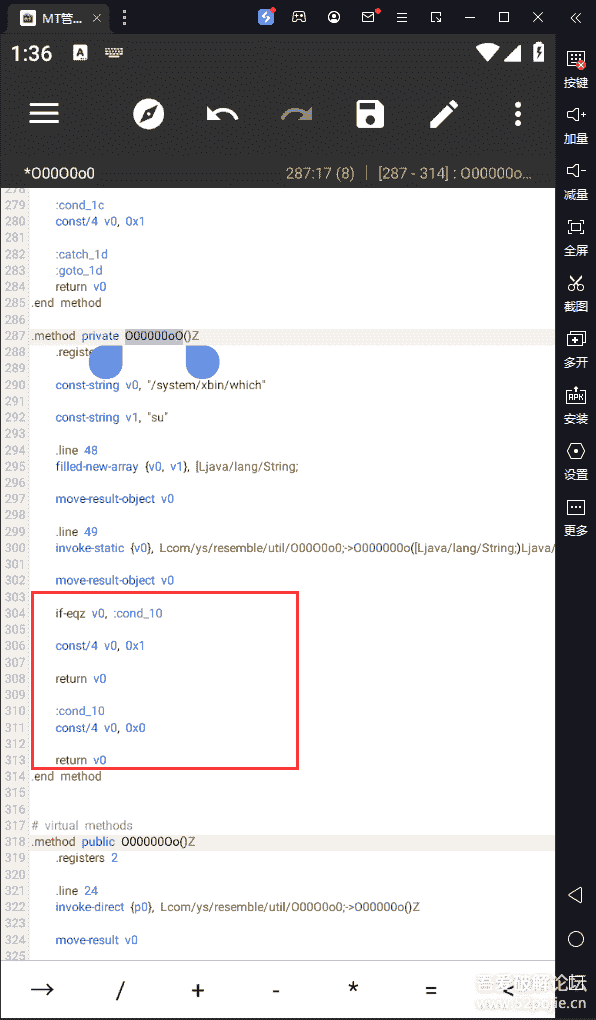 MT管...
1:36
A
*O00O0o0
287:17 (8) | [287 - 314] : O00000o...
278
279 :cond_1c
280 const/4 v0, 0x1
281
282 :catch_1d
283 :goto_1d
284 return v0
285 .end method
286
287 .method private O00000oO()Z
288 .registe
289
290 const-string v0, "/system/xbin/which"
291
292 const-string v1, "su"
293
294 .line 48
295 filled-new-array {v0, v1}, [Ljava/lang/String;
296
297 move-result-object v0
298
299 .line 49
300 invoke-static {v0}, Lcom/ys/resemble/util/O00O0o0;->O000000o([Ljava/lang/String;)Ljava/
301
302 move-result-object v0
303
304 if-eqz v0, :cond_10
305
306 const/4 v0, 0x1
307
308 return v0
309
310 :cond_10
311 const/4 v0, 0x0
312
313 return v0
314 .end method
315
316
317 # virtual methods
318 .method public O000000Oo()Z
319 .registers 2
320
321 .line 24
322 invoke-direct {p0}, Lcom/ys/resemble/util/O00O0o0;->O00000o()Z
323
324 move-result v0
325
→ / + - * = <
按键
加量
减量
全屏
截图
多开
APK
安装
设置
更多
吾爱破解论坛
www.52pojie.cn